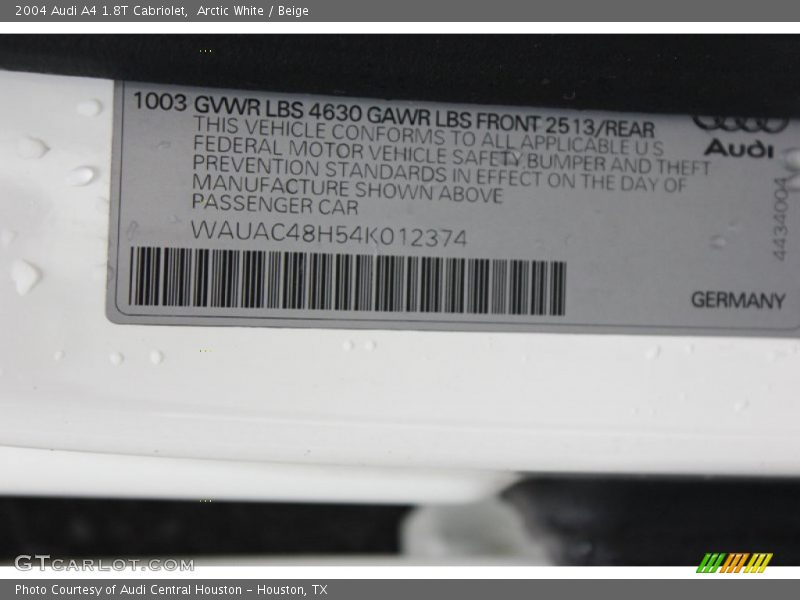 2004 Audi A4 1.8T Cabriolet,  Arctic White / Beige
1003 GVWR LBS 4630 GAWR LBS FRONT 2513/REAR
THIS VEHICLE CONFORMS TO ALL APPLICABLE U S
FEDERAL MOTOR VEHICLE SAFETY BUMPER AND THEFT
PREVENTION STANDARDS IN EFFECT ON THE DAY OF
MANUFACTURE SHOWN ABOVE
PASSENGER CAR
WAUAC48H54K012374
Audi
4434004
GERMANY
GTCARLOT.COM
Photo Courtesy of Audi Central Houston - Houston, TX